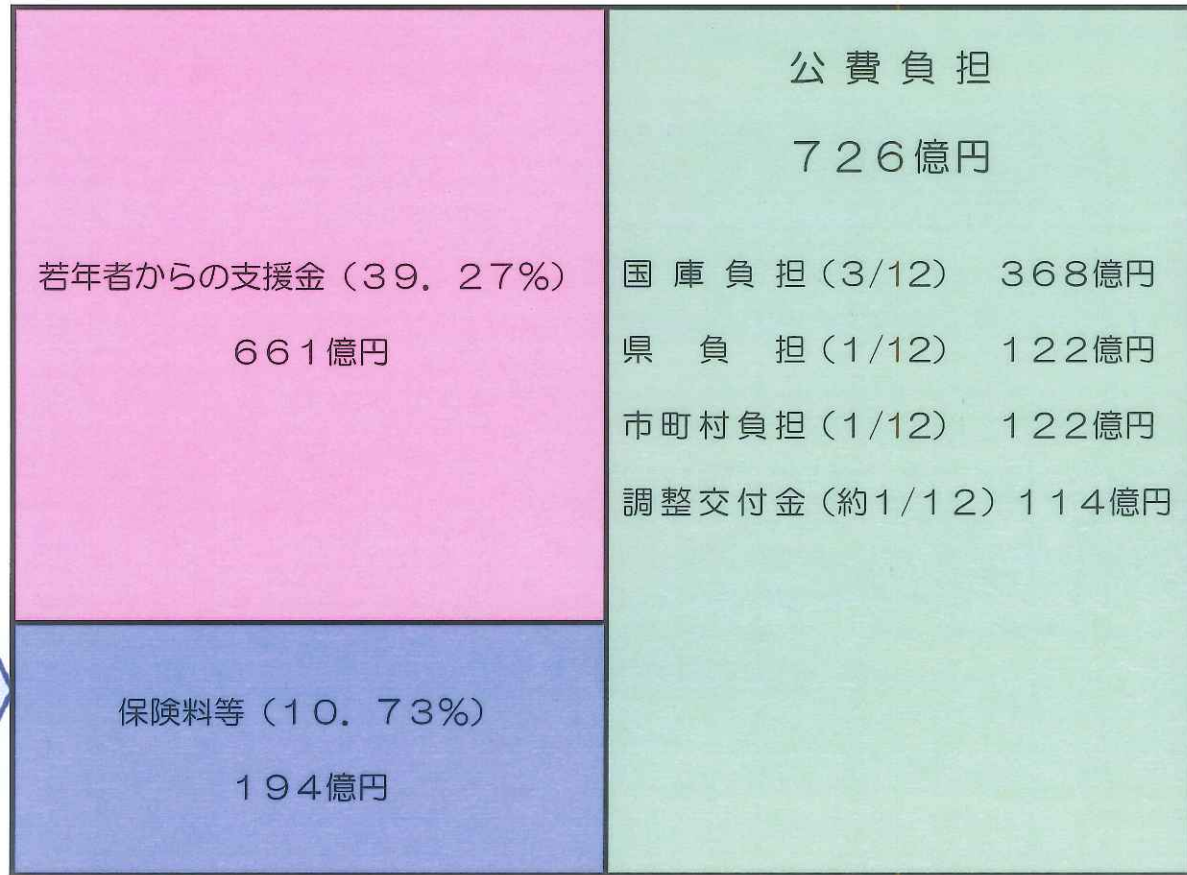 若年者からの支援金（３９．２７％）
６６１億円
保険料等（１０．７３％）
１９４億円
公費負担
７２６億円
国庫負担（3/12）　３６８億円
県負担（1/12）　１２２億円
市町村負担（1/12）　１２２億円
調整交付金（約１/１２）１１４億円